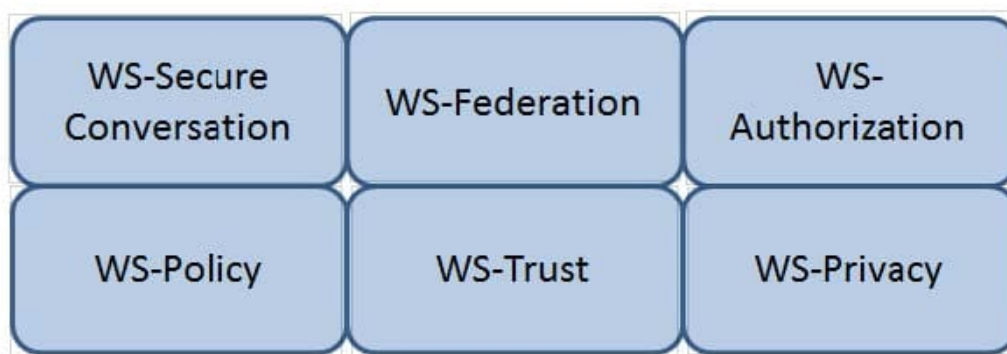 WS-Secure
Conversation
WS-Federation
WS-
Authorization
WS-Policy
WS-Trust
WS-Privacy